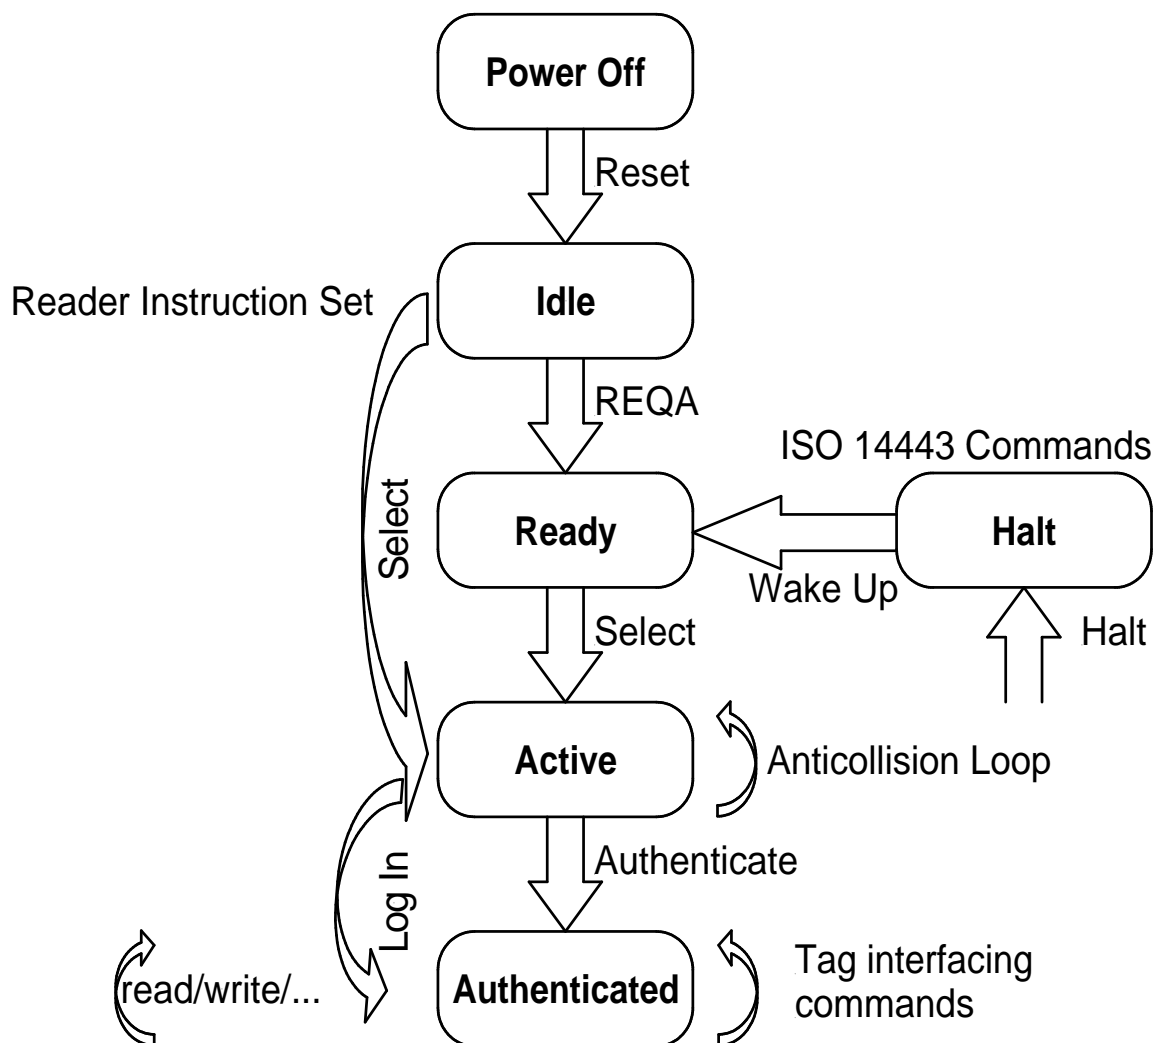 Power Off
Reset
Reader Instruction Set
Idle
REQA
ISO 14443 Commands
Select
Ready
Halt
Wake Up
Select
Halt
Active
Anticollision Loop
Log In
Authenticate
read/write/...
Authenticated
Tag interfacing
commands